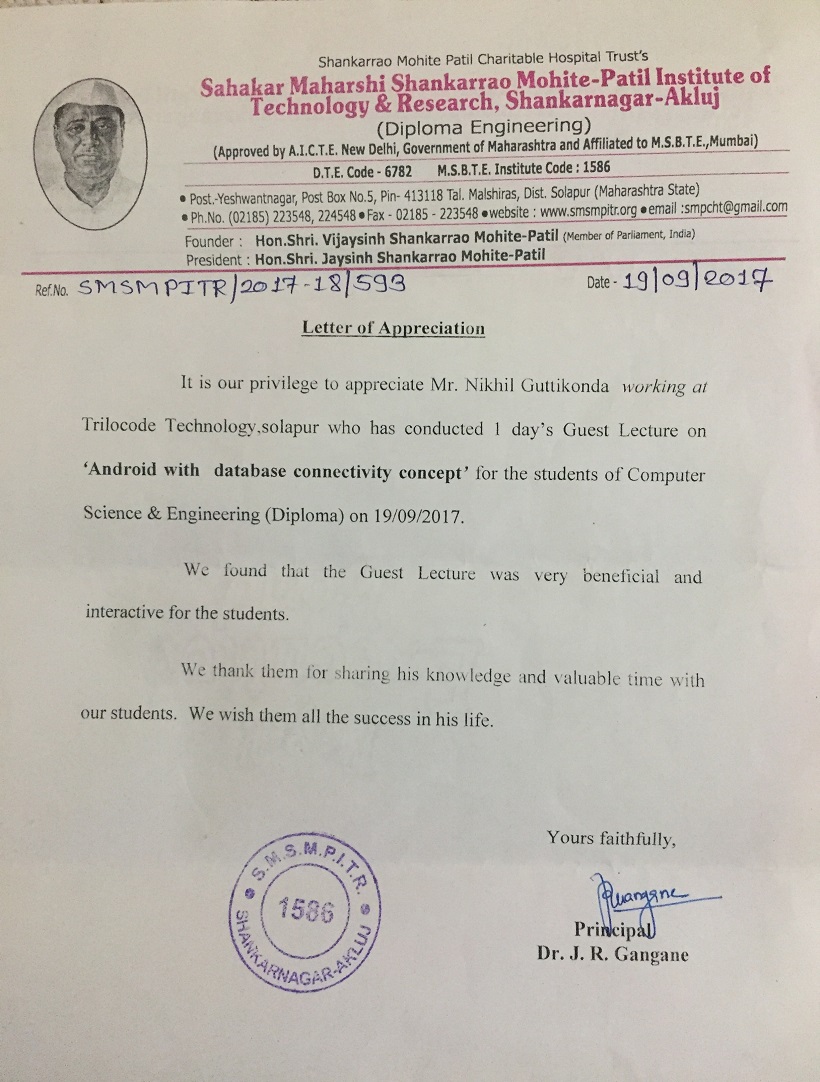 Shankarrao Mohite Patil Charitable Hospital Trust's
Sahakar Maharshi Shankarrao Mohite-Patil Institute of
Technology & Research, Shankarnagar-Akluj
(Diploma Engineering)
(Approved by A.I.C.T.E. New Delhi, Government of Maharashtra and Affiliated to M.S.B.T.E.,Mumbai)
D.T.E. Code - 6782 M.S.B.T.E. Institute Code : 1586
• Post.-Yeshwantnagar, Post Box No.5, Pin- 413118 Tal. Malshiras, Dist. Solapur (Maharashtra State)
• Ph.No. (02185) 223548, 224548 • Fax - 02185 - 223548 • website : www.smsmpitr.org • email :smpcht@gmail.com
Founder : Hon.Shri. Vijaysinh Shankarrao Mohite-Patil (Member of Parliament, India)
President : Hon.Shri. Jaysinh Shankarrao Mohite-Patil
Ref.No. SMSMPITR/2017-18/593 Date - 19/09/2017
Letter of Appreciation
It is our privilege to appreciate Mr. Nikhil Guttikonda working at
Trilocode Technology,solapur who has conducted 1 day's Guest Lecture on
'Android with database connectivity concept' for the students of Computer
Science & Engineering (Diploma) on 19/09/2017.
We found that the Guest Lecture was very beneficial and
interactive for the students.
We thank them for sharing his knowledge and valuable time with
our students. We wish them all the success in his life.
Yours faithfully,
S.M.S.M.P.I.T.R.
1586
SHANKARNAGAR-AKLUJ
Principal
Dr. J. R. Gangane